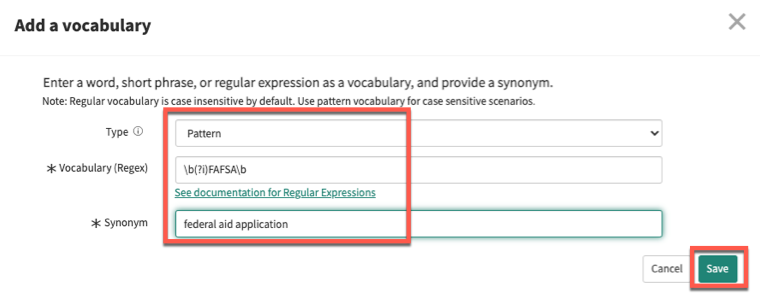 Add a vocabulary
Enter a word, short phrase, or regular expression as a vocabulary, and provide a synonym.
Note: Regular vocabulary is case insensitive by default. Use pattern vocabulary for case sensitive scenarios.
Type
Pattern
Vocabulary (Regex)
\b(?i)FAFSA\b
See documentation for Regular Expressions
Synonym
federal aid application
Cancel
Save